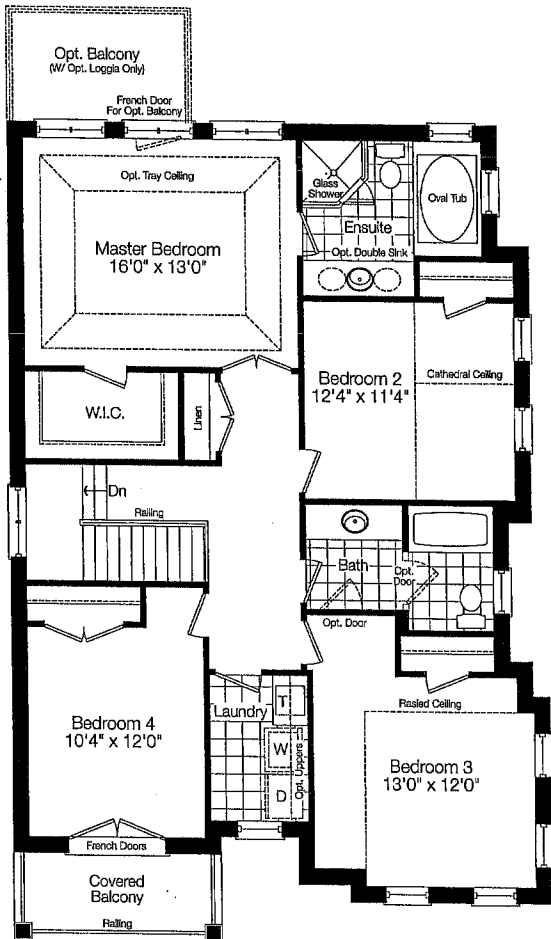 Opt. Balcony
(W/ Opt. Loggia Only)
French Door
For Opt. Balcony
Opt. Tray Ceiling
Master Bedroom
16'0" x 13'0"
Glass
Shower
Ensuite
Opt. Double Sink
Oval Tub
W.I.C.
Linen
Bedroom 2
12'4" x 11'4"
Cathedral Ceiling
Dn
Railing
Bath
Opt.
Door
Opt. Door
Bedroom 4
10'4" x 12'0"
Laundry
T
W
D
Opt. Uppers
Rasied Ceiling
Bedroom 3
13'0" x 12'0"
French Doors
Covered
Balcony
Railing